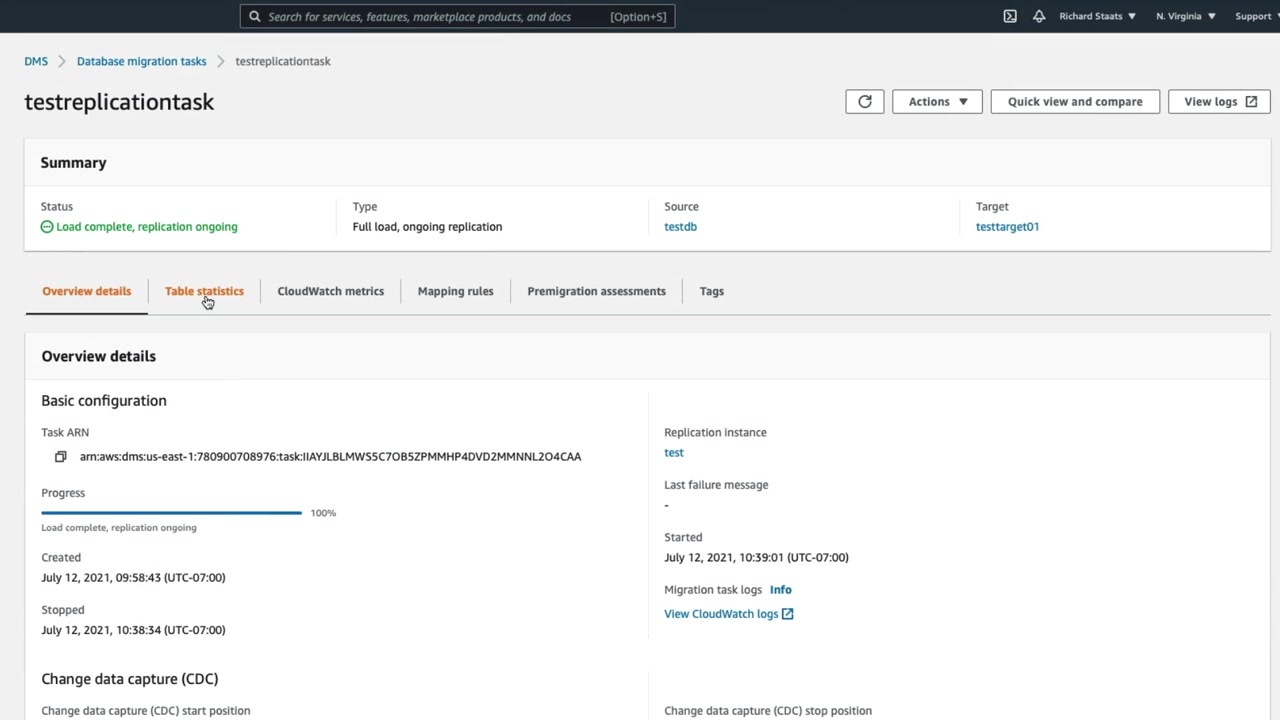 Search for services, features, marketplace products, and docs [Option+S] Richard Staats N. Virginia Support
DMS Database migration tasks testreplicationtask
testreplicationtask
Actions Quick view and compare View logs
Summary
Status Type Source Target
Load complete, replication ongoing Full load, ongoing replication testdb testtarget01
Overview details Table statistics CloudWatch metrics Mapping rules Premigration assessments Tags
Overview details
Basic configuration
Task ARN
arn:aws:dms:us-east-1:780900708976:task:IIAYJLBLMWS5C7OB5ZPMMHP4DVD2MMNNL2O4CAA
Progress
100%
Load complete, replication ongoing
Created
July 12, 2021, 09:58:43 (UTC-07:00)
Stopped
July 12, 2021, 10:38:34 (UTC-07:00)
Replication instance
test
Last failure message
-
Started
July 12, 2021, 10:39:01 (UTC-07:00)
Migration task logs Info
View CloudWatch logs
Change data capture (CDC)
Change data capture (CDC) start position
Change data capture (CDC) stop position